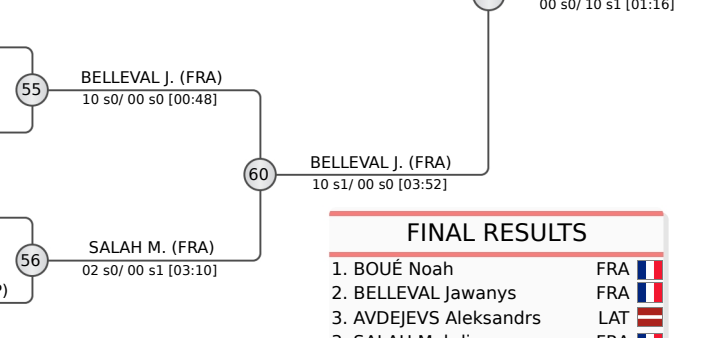 00 s0/ 10 s1 [01:16]
55
BELLEVAL J. (FRA)
10 s0/ 00 s0 [00:48]
60
BELLEVAL J. (FRA)
10 s1/ 00 s0 [03:52]
56
SALAH M. (FRA)
02 s0/ 00 s1 [03:10]
FINAL RESULTS
1. BOUÉ Noah FRA
2. BELLEVAL Jawanys FRA
3. AVDEJEVS Aleksandrs LAT